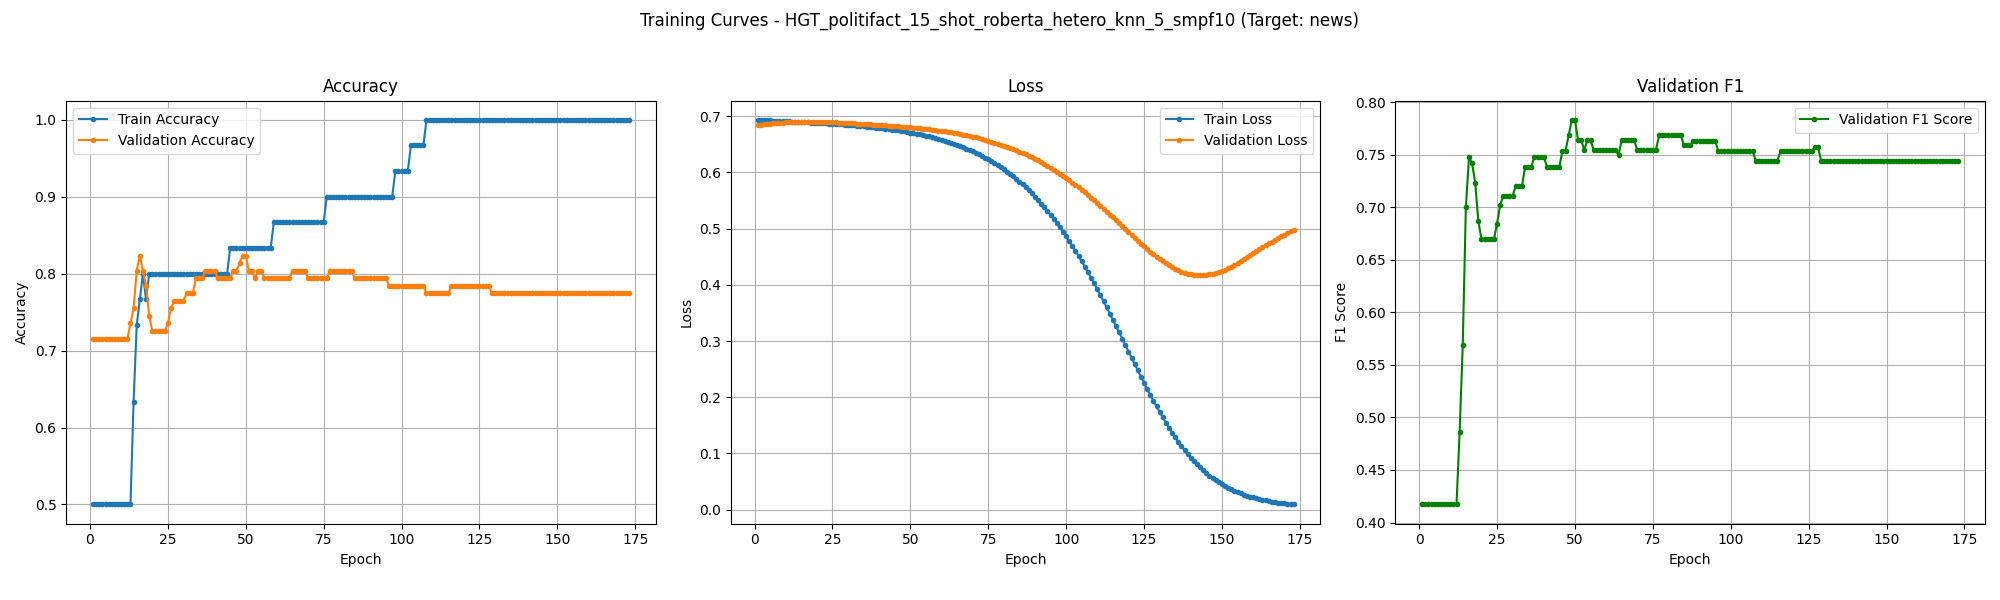 Training Curves - HGT_politifact_15_shot_roberta_hetero_knn_5_smpf10 (Target: news)
Accuracy
Train Accuracy
Validation Accuracy
Accuracy
1.0
0.9
0.8
0.7
0.6
0.5
0 25 50 75 100 125 150 175
Epoch
Loss
Train Loss
Validation Loss
Loss
0.7
0.6
0.5
0.4
0.3
0.2
0.1
0.0
0 25 50 75 100 125 150 175
Epoch
Validation F1
Validation F1 Score
F1 Score
0.80
0.75
0.70
0.65
0.60
0.55
0.50
0.45
0.40
0 25 50 75 100 125 150 175
Epoch